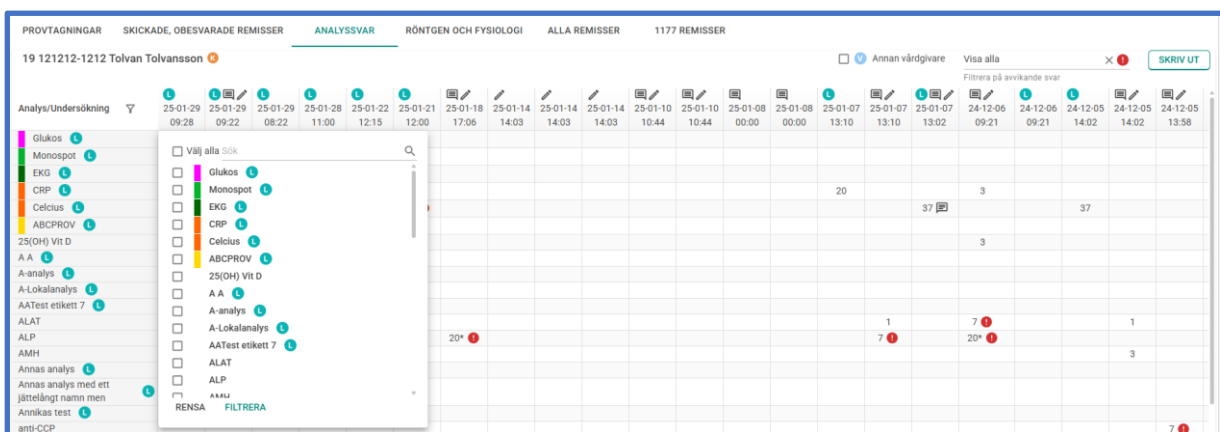 PROVTAGNINGAR SKICKADE, OBESVARADE REMISSER ANALYSSVAR RÖNTGEN OCH FYSIOLOGI ALLA REMISSER 1177 REMISSER
19 121212-1212 Tolvan Tolvansson K
V Annan vårdgivare Visa alla × ! SKRIV UT
Filtrera på avvikande svar
L L L L L L L L L L
Analys/Undersökning 25-01-29 25-01-29 25-01-29 25-01-28 25-01-22 25-01-21 25-01-18 25-01-14 25-01-14 25-01-14 25-01-10 25-01-10 25-01-08 25-01-08 25-01-07 25-01-07 25-01-07 24-12-06 24-12-06 24-12-05 24-12-05 24-12-05
09:28 09:22 08:22 11:00 12:15 12:00 17:06 14:03 14:03 14:03 10:44 10:44 00:00 00:00 13:10 13:10 13:02 09:21 09:21 14:02 14:02 13:58
Glukos L
Monospot L
EKG L
CRP L 20 3
Celcius L 37 37
ABCPROV L
25(OH) Vit D 3
A A L
A-analys L
A-Lokalanalys L
AATest etikett 7 L
ALAT 1 7 ! 1
ALP 20* ! 7 ! 20* !
AMH 3
Annas analys L
Annas analys med ett
jättelångt namn men L
Annikas test L
anti-CCP 7 !
Välj alla Sök
Glukos L
Monospot L
EKG L
CRP L
Celcius L
ABCPROV L
25(OH) Vit D
A A L
A-analys L
A-Lokalanalys L
AATest etikett 7 L
ALAT
ALP
AMH
RENSA FILTRERA